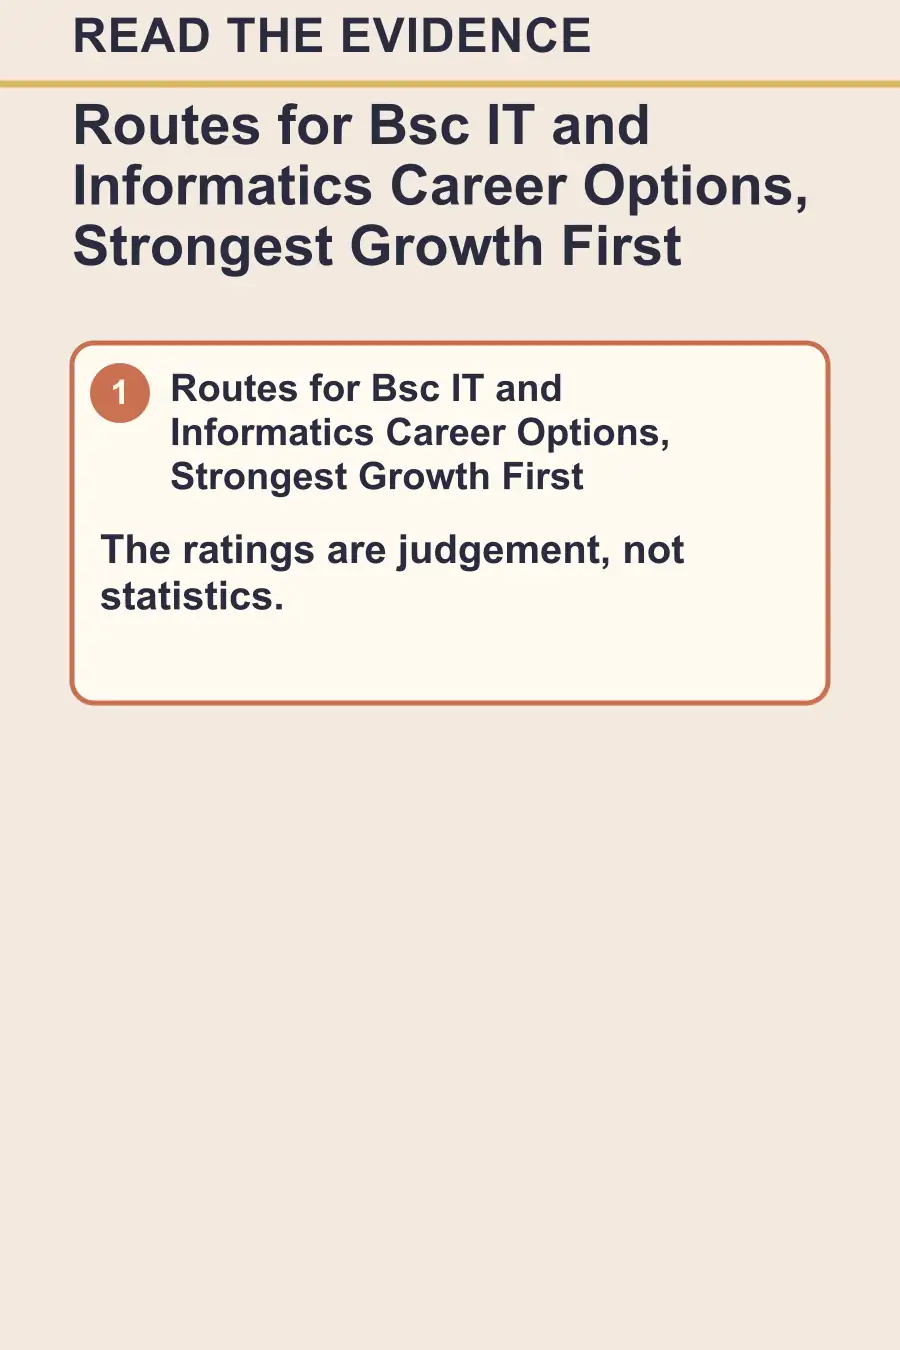 READ THE EVIDENCE
Routes for Bsc IT and
Informatics Career Options,
Strongest Growth First
1
Routes for Bsc IT and
Informatics Career Options,
Strongest Growth First
The ratings are judgement, not
statistics.